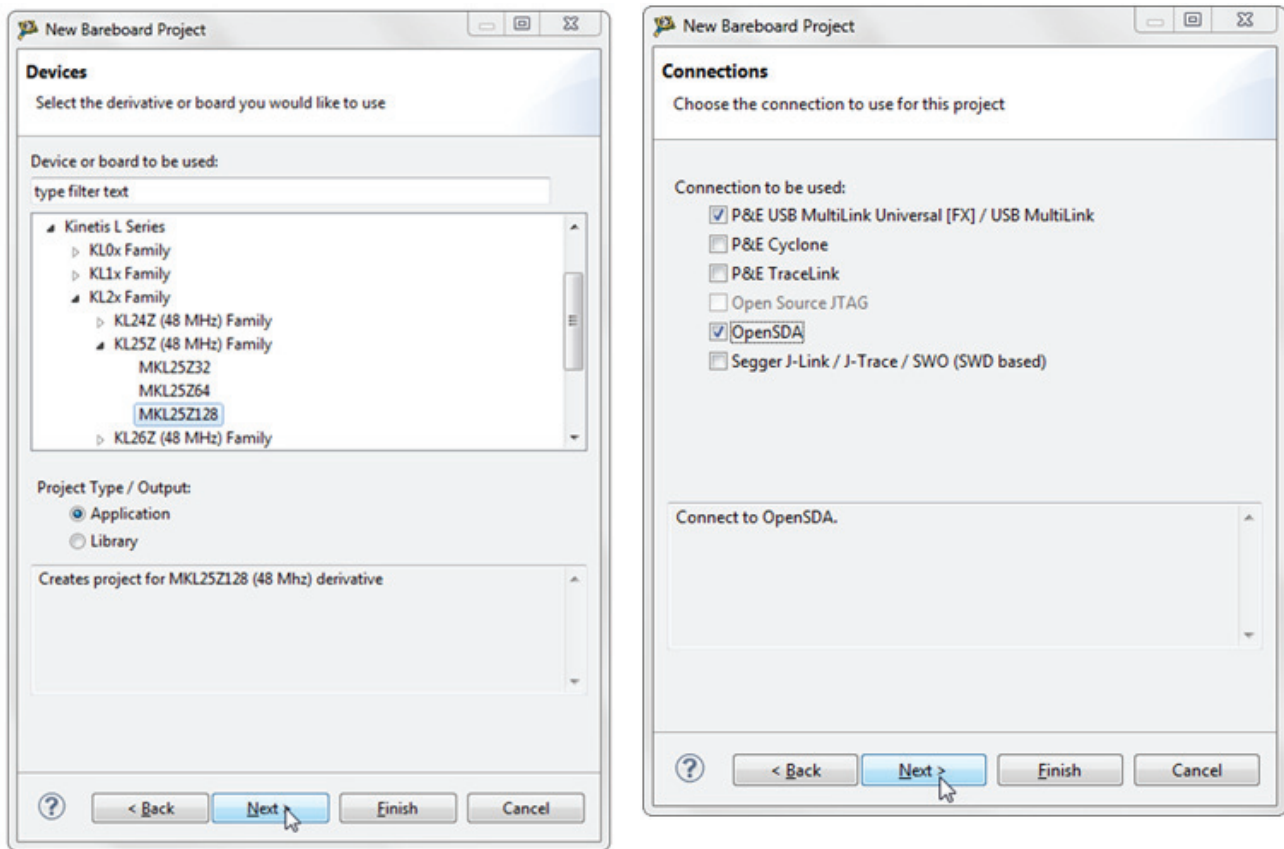 New Bareboard Project
Devices
Select the derivative or board you would like to use
Device or board to be used:
type filter text
Kinetis L Series
KL0x Family
KL1x Family
KL2x Family
KL24Z (48 MHz) Family
KL25Z (48 MHz) Family
MKL25Z32
MKL25Z64
MKL25Z128
KL26Z (48 MHz) Family
Project Type / Output:
Application
Library
Creates project for MKL25Z128 (48 Mhz) derivative
< Back Next > Finish Cancel
New Bareboard Project
Connections
Choose the connection to use for this project
Connection to be used:
P&E USB MultiLink Universal [FX] / USB MultiLink
P&E Cyclone
P&E TraceLink
Open Source JTAG
OpenSDA
Segger J-Link / J-Trace / SWO (SWD based)
Connect to OpenSDA.
< Back Next > Finish Cancel